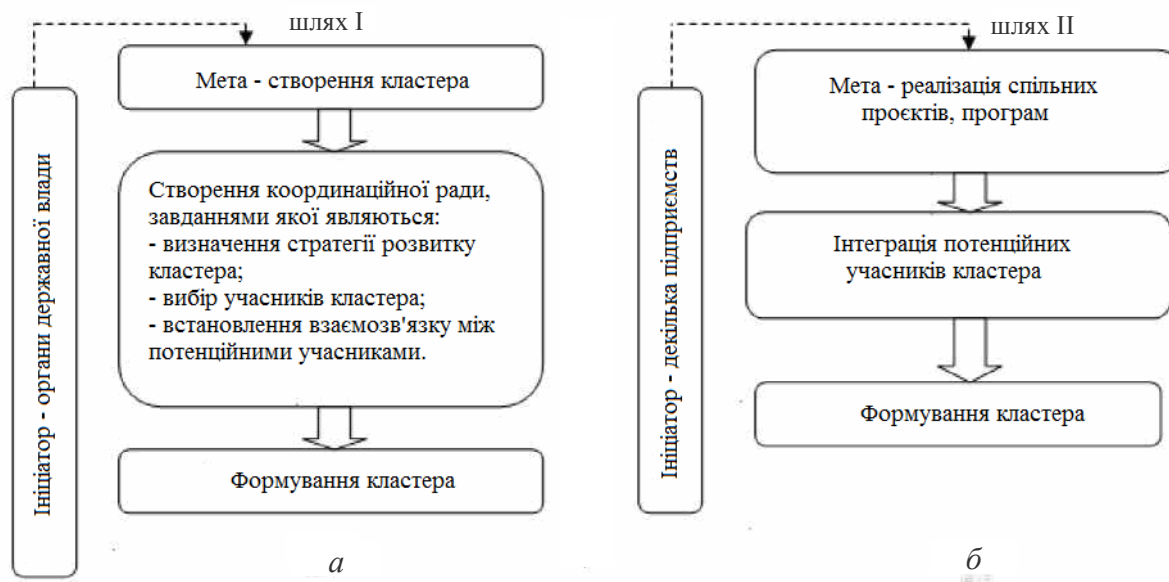 шлях I
Мета - створення кластера
Ініціатор - органи державної влади
Створення координаційної ради,
завданнями якої являються:
- визначення стратегії розвитку
кластера;
- вибір учасників кластера;
- встановлення взаємозв'язку між
потенційними учасниками.
Формування кластера
а
шлях II
Мета - реалізація спільних
проєктів, програм
Ініціатор - декілька підприємств
Інтеграція потенційних
учасників кластера
Формування кластера
б